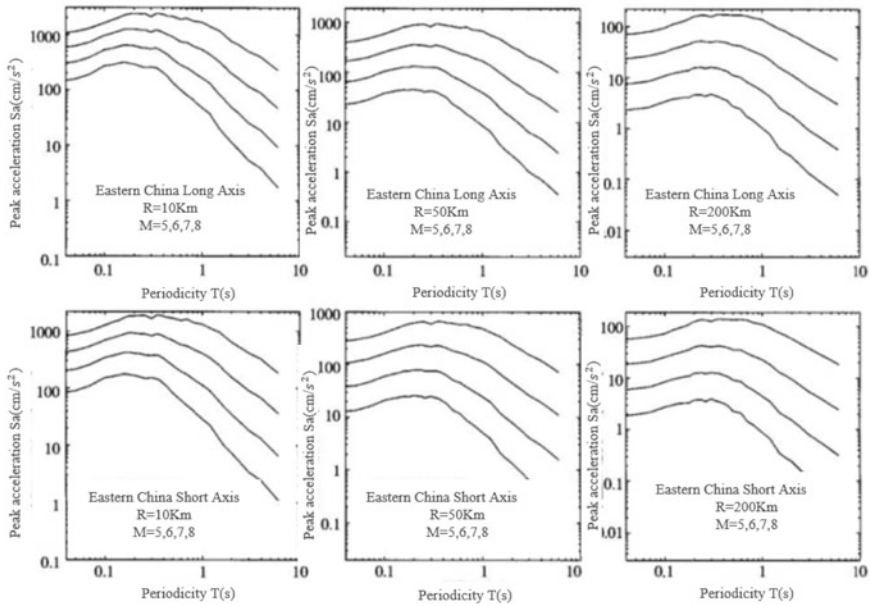 Peak acceleration Sa(cm/s²)
1000
100
10
1
0.1
Eastern China Long Axis
R=10Km
M=5,6,7,8
0.1
1
10
Periodicity T(s)
Peak acceleration Sa(cm/s²)
1000
100
10
1
0.1
Eastern China Long Axis
R=50Km
M=5,6,7,8
0.1
1
10
Periodicity T(s)
Peak acceleration Sa(cm/s²)
100
10
1
.1
.01
Eastern China Long Axis
R=200Km
M=5,6,7,8
0.1
1
10
Periodicity T(s)
Peak acceleration Sa(cm/s²)
1000
100
10
1
0.1
Eastern China Short Axis
R=10Km
M=5,6,7,8
0.1
1
10
Periodicity T(s)
Peak acceleration Sa(cm/s²)
1000
100
10
1
0.1
Eastern China Short Axis
R=50Km
M=5,6,7,8
0.1
1
10
Periodicity T(s)
Peak acceleration Sa(cm/s²)
100
10
1
.1
.01
Eastern China Short Axis
R=200Km
M=5,6,7,8
0.1
1
10
Periodicity T(s)